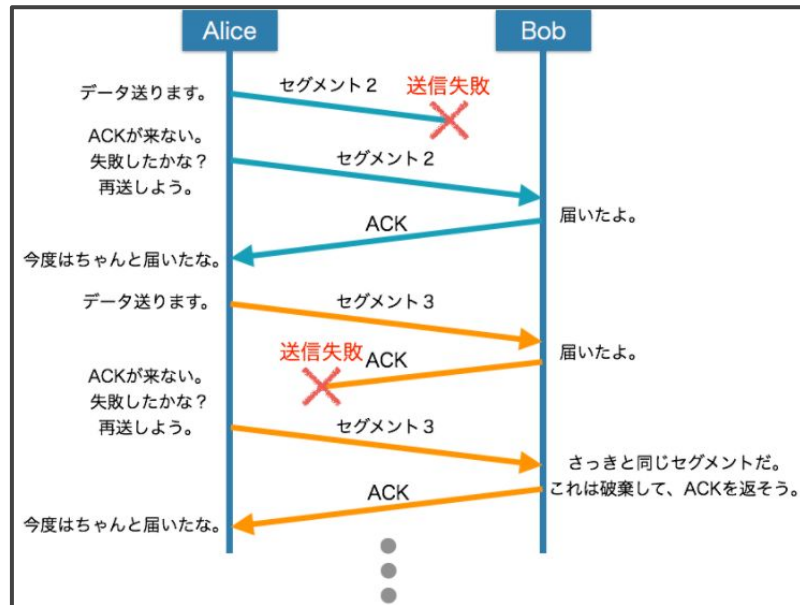 Alice
Bob
データ送ります。
セグメント2
送信失敗
ACKが来ない。
失敗したかな？
再送しよう。
セグメント2
届いたよ。
ACK
今度はちゃんと届いたな。
データ送ります。
セグメント3
届いたよ。
送信失敗
ACK
ACKが来ない。
失敗したかな？
再送しよう。
セグメント3
さっきと同じセグメントだ。
これは破棄して、ACKを返そう。
ACK
今度はちゃんと届いたな。